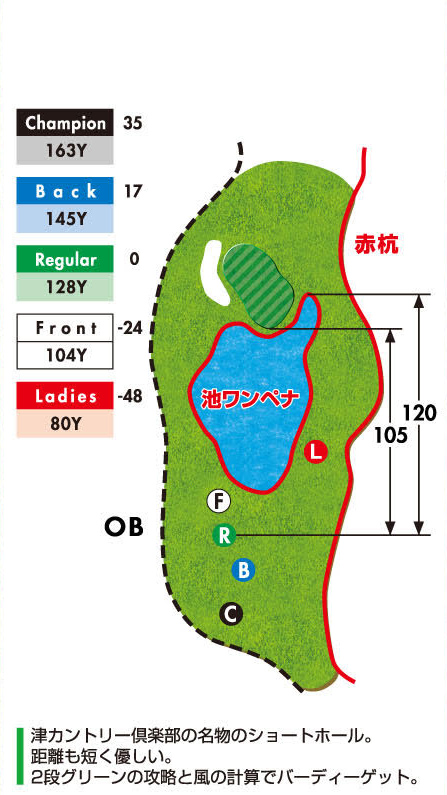 Champion 35
163Y
Back 17
145Y
Regular 0
128Y
Front -24
104Y
Ladies -48
80Y
赤杭
池ワンペナ
120
105
L
F
OB
R
B
C
津カントリー倶楽部の名物のショートホール。
距離も短く優しい。
2段グリーンの攻略と風の計算でバーディーゲット。